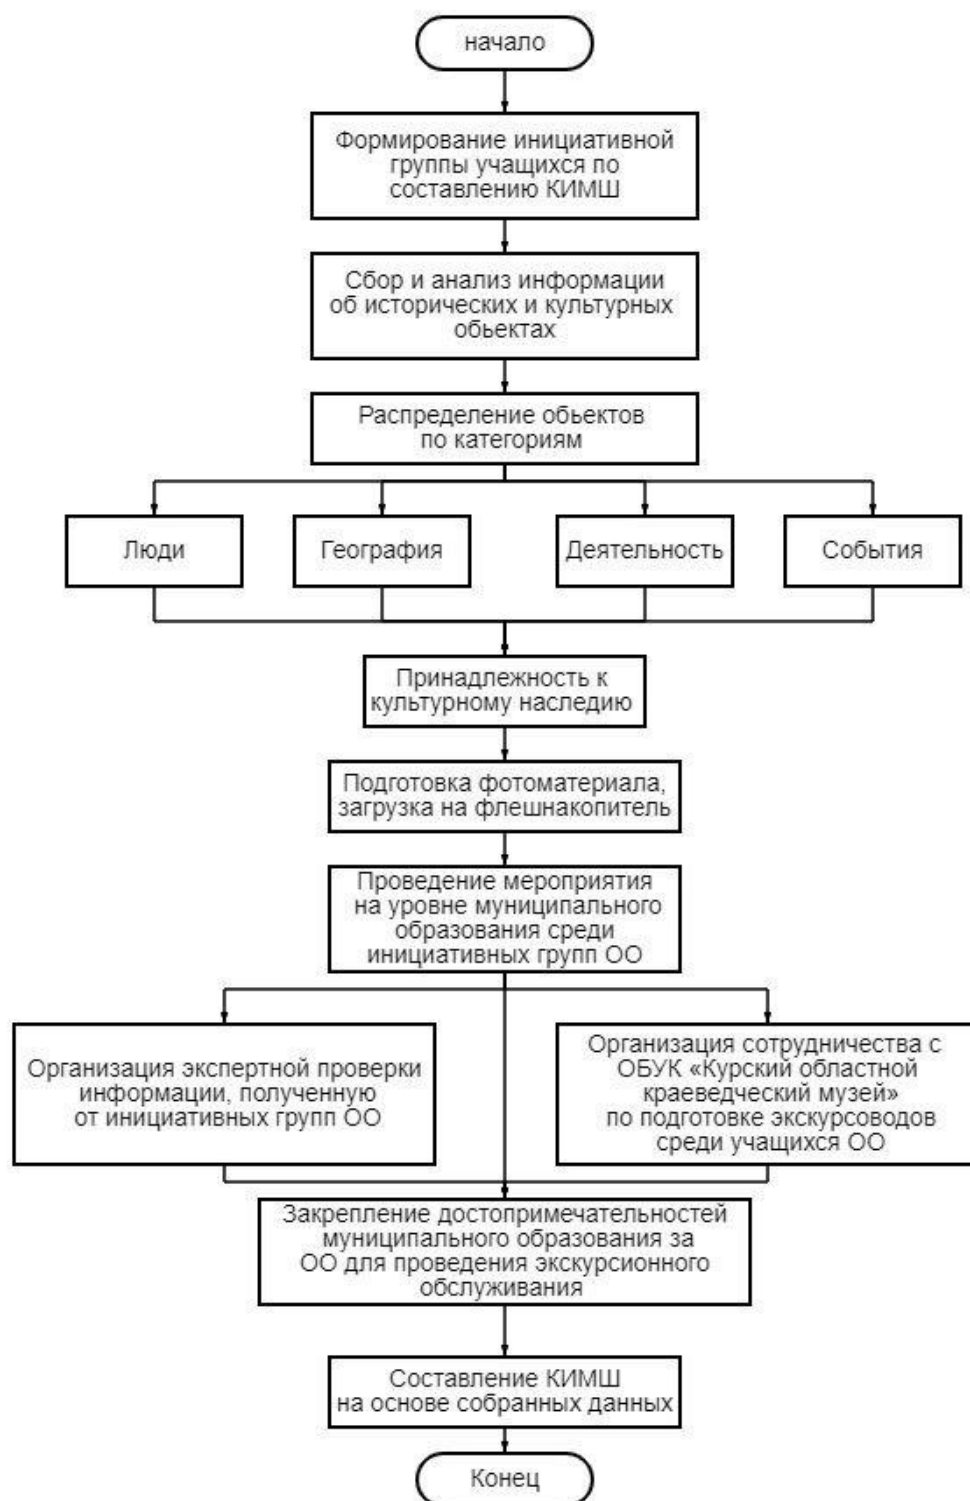 начало
Формирование инициативной
группы учащихся по
составлению КИМШ
Сбор и анализ информации
об исторических и культурных
обьектах
Распределение обьектов
по категориям
Люди
География
Деятельность
События
Принадлежность к
культурному наследию
Подготовка фотоматериала,
загрузка на флешнакопитель
Проведение мероприятия
на уровне муниципального
образования среди
инициативных групп ОО
Организация экспертной проверки
информации, полученную
от инициативных групп ОО
Организация сотрудничества с
ОБУК «Курский областной
краеведческий музей»
по подготовке экскурсоводов
среди учащихся ОО
Закрепление достопримечательностей
муниципального образования за
ОО для проведения экскурсионного
обслуживания
Составление КИМШ
на основе собранных данных
Конец